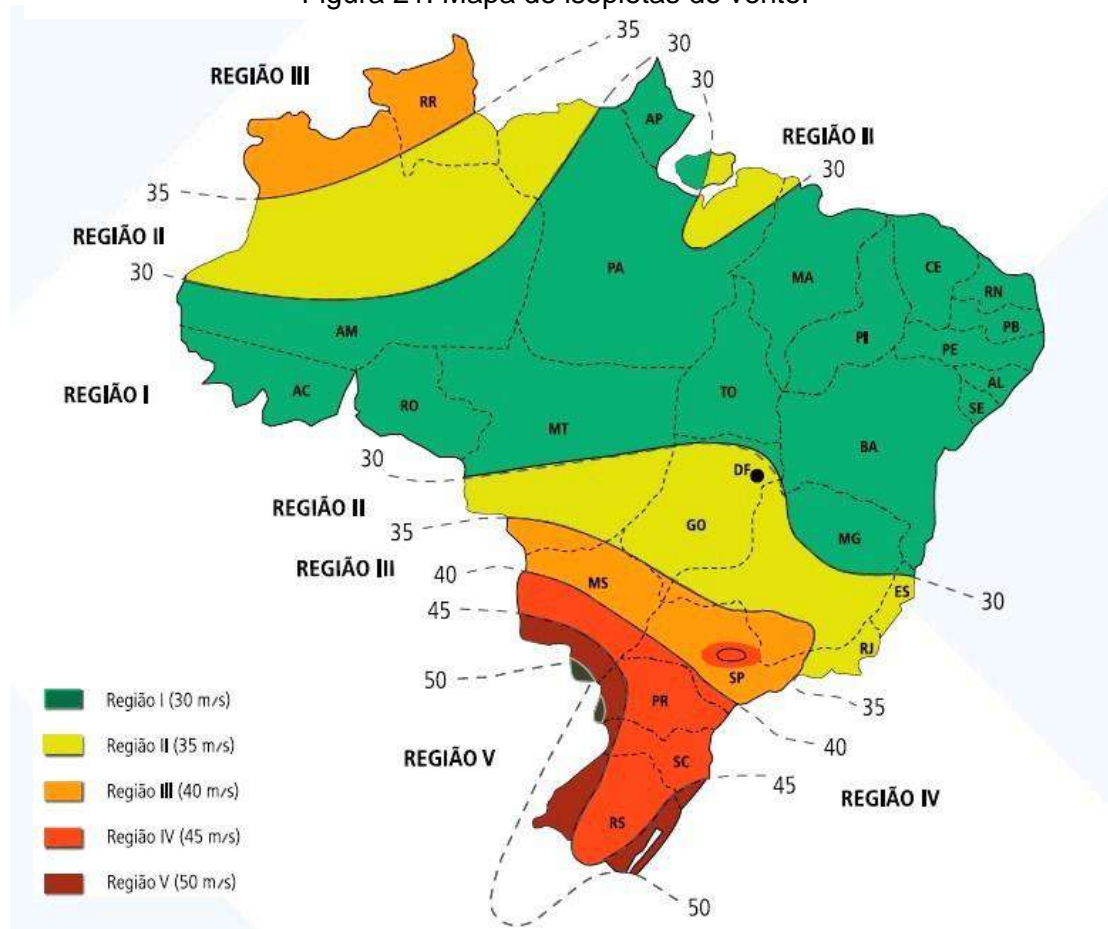 Figura 21: Mapa de isopletas de vento.
35
30
REGIÃO III
30
RR
AP
REGIÃO II
30
35
REGIÃO II
30
PA
MA
CE
RN
PB
AM
PI
PE
AL
REGIÃO I
AC
RO
TO
SE
MT
BA
30
DF
REGIÃO II
GO
35
MG
REGIÃO III
40
MS
ES
30
45
RJ
SP
50
PR
35
Região I (30 m/s)
40
Região II (35 m/s)
REGIÃO V
SC
45
Região III (40 m/s)
REGIÃO IV
RS
Região IV (45 m/s)
Região V (50 m/s)
50